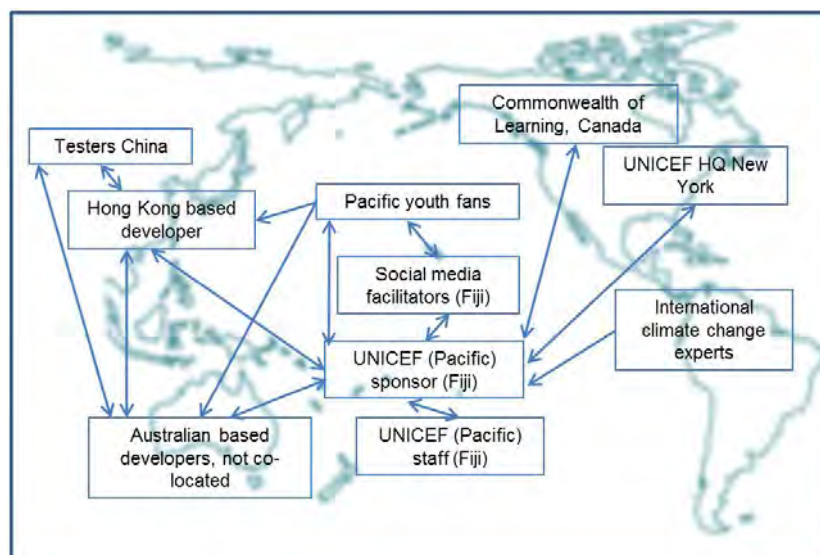 Commonwealth of
Learning, Canada
Testers China
UNICEF HQ New
York
Hong Kong based
developer
Pacific youth fans
Social media
facilitators (Fiji)
International
climate change
experts
UNICEF (Pacific)
sponsor (Fiji)
Australian based
developers, not co-
located
UNICEF (Pacific)
staff (Fiji)